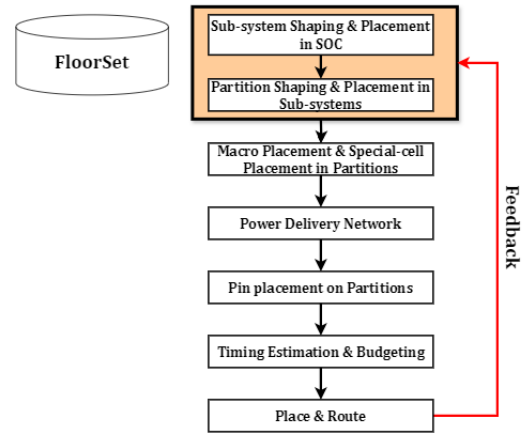 FloorSet
Sub-system Shaping & Placement
in SOC
Partition Shaping & Placement in
Sub-systems
Macro Placement & Special-cell
Placement in Partitions
Power Delivery Network
Pin placement on Partitions
Timing Estimation & Budgeting
Place & Route
Feedback